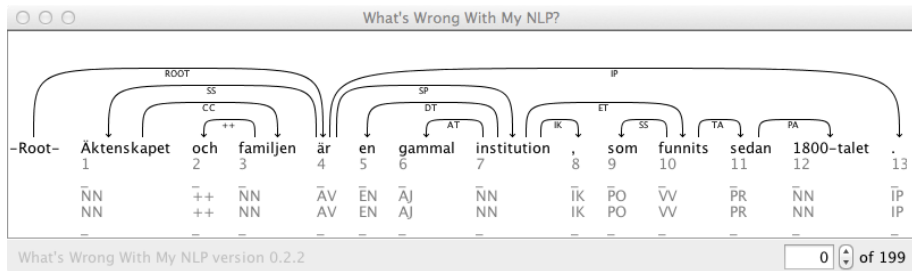 What's Wrong With My NLP?
ROOT IP
SS SP
CC DT ET
++ AT IK SS TA PA
-Root- Äktenskapet och familjen är en gammal institution , som funnits sedan 1800-talet .
1 2 3 4 5 6 7 8 9 10 11 12 13
_ _ _ _ _ _ _ _ _ _ _ _ _
NN ++ NN AV EN AJ NN IK PO VV PR NN IP
NN ++ NN AV EN AJ NN IK PO VV PR NN IP
_ _ _ _ _ _ _ _ _ _ _ _ _
What's Wrong With My NLP version 0.2.2 0 of 199